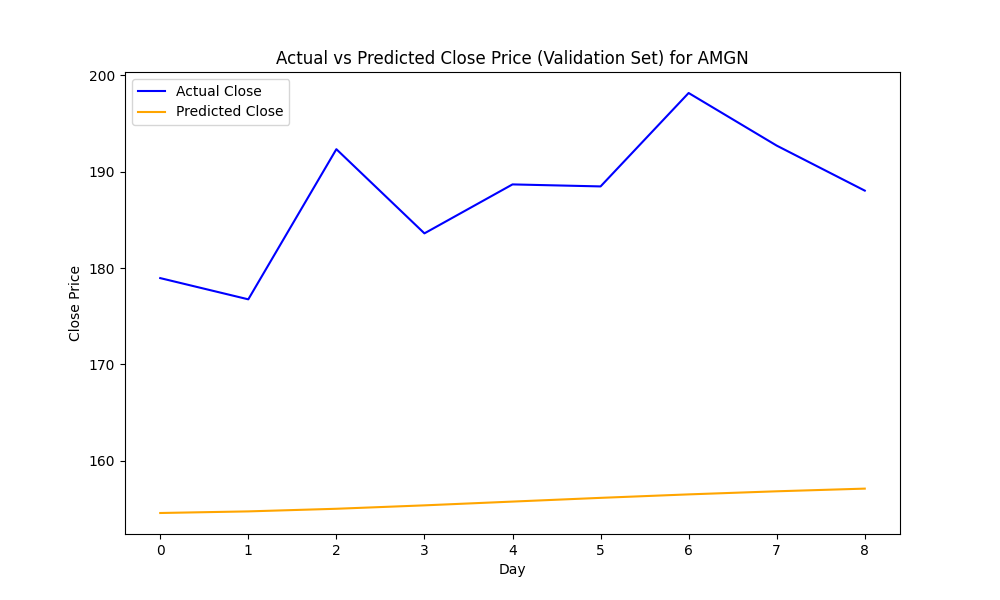 Actual vs Predicted Close Price (Validation Set) for AMGN
Actual Close
Predicted Close
200
190
180
170
160
Close Price
0 1 2 3 4 5 6 7 8
Day